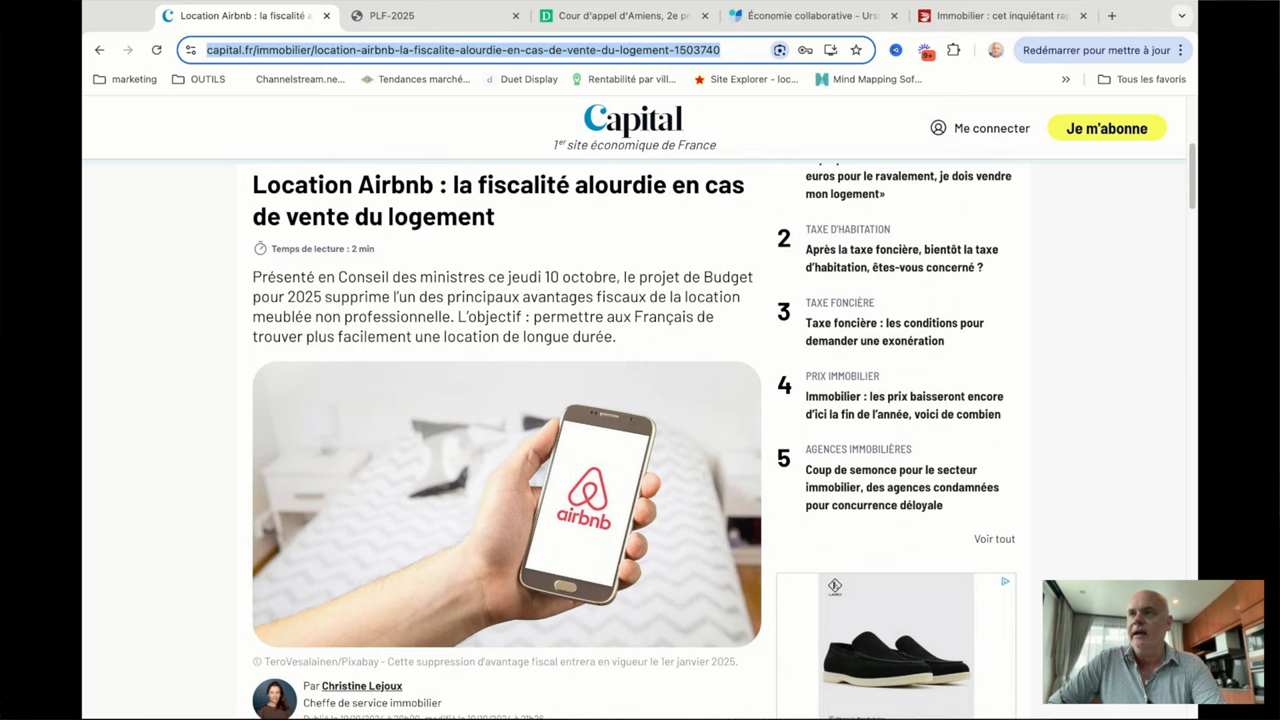 Location Airbnb : la fiscalité a
PLF-2025
Cour d'appel d'Amiens, 2e pr
Économie collaborative - Urs
Immobilier : cet inquiétant rap
capital.fr/immobilier/location-airbnb-la-fiscalite-alourdie-en-cas-de-vente-du-logement-1503740
9+
Redémarrer pour mettre à jour
marketing
OUTILS
Channelstream.ne...
Tendances marché...
Duet Display
Rentabilité par vill...
Site Explorer - loc...
Mind Mapping Sof...
»
Tous les favoris
Capital
1er site économique de France
Me connecter
Je m'abonne
Location Airbnb : la fiscalité alourdie en cas
de vente du logement
Temps de lecture : 2 min
Présenté en Conseil des ministres ce jeudi 10 octobre, le projet de Budget
pour 2025 supprime l'un des principaux avantages fiscaux de la location
meublée non professionnelle. L'objectif : permettre aux Français de
trouver plus facilement une location de longue durée.
airbnb
© TeroVesalainen/Pixabay - Cette suppression d'avantage fiscal entrera en vigueur le 1er janvier 2025.
Par Christine Lejoux
Cheffe de service immobilier
euros pour le ravalement, je dois vendre
mon logement»
2
TAXE D'HABITATION
Après la taxe foncière, bientôt la taxe
d'habitation, êtes-vous concerné ?
3
TAXE FONCIÈRE
Taxe foncière : les conditions pour
demander une exonération
4
PRIX IMMOBILIER
Immobilier : les prix baisseront encore
d'ici la fin de l'année, voici de combien
5
AGENCES IMMOBILIÈRES
Coup de semonce pour le secteur
immobilier, des agences condamnées
pour concurrence déloyale
Voir tout
LANCI